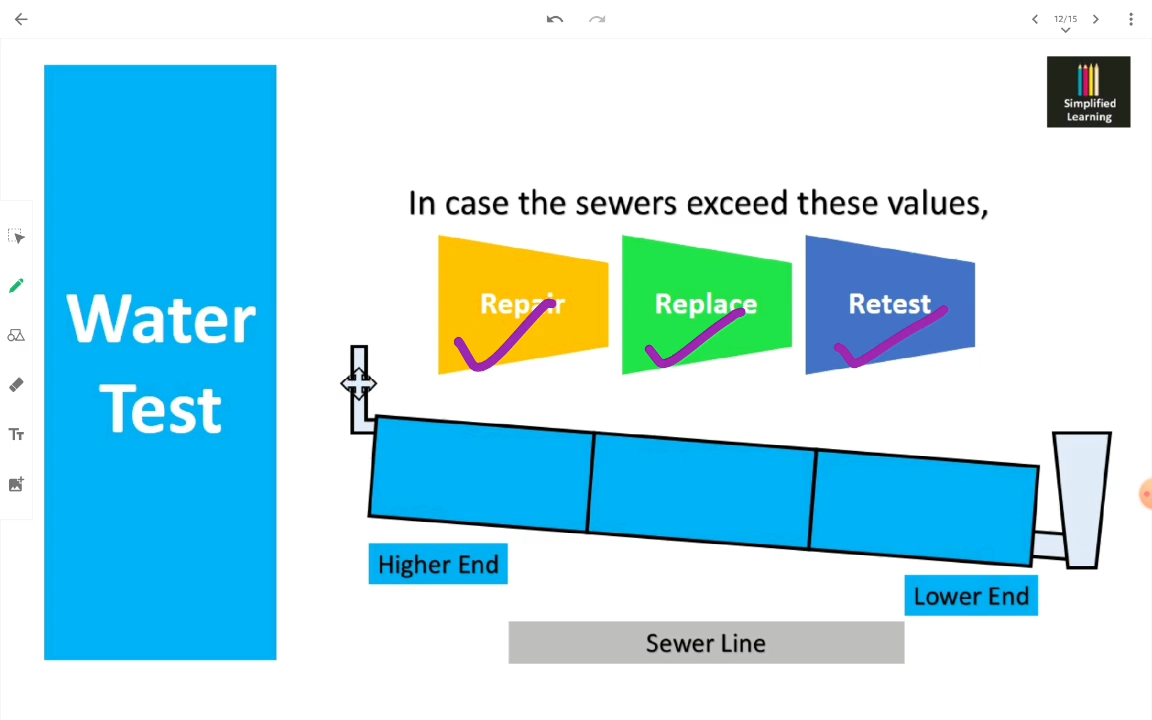 12/15
Simplified
Learning
Water
Test
In case the sewers exceed these values,
Repair
Replace
Retest
Higher End
Lower End
Sewer Line
Tт